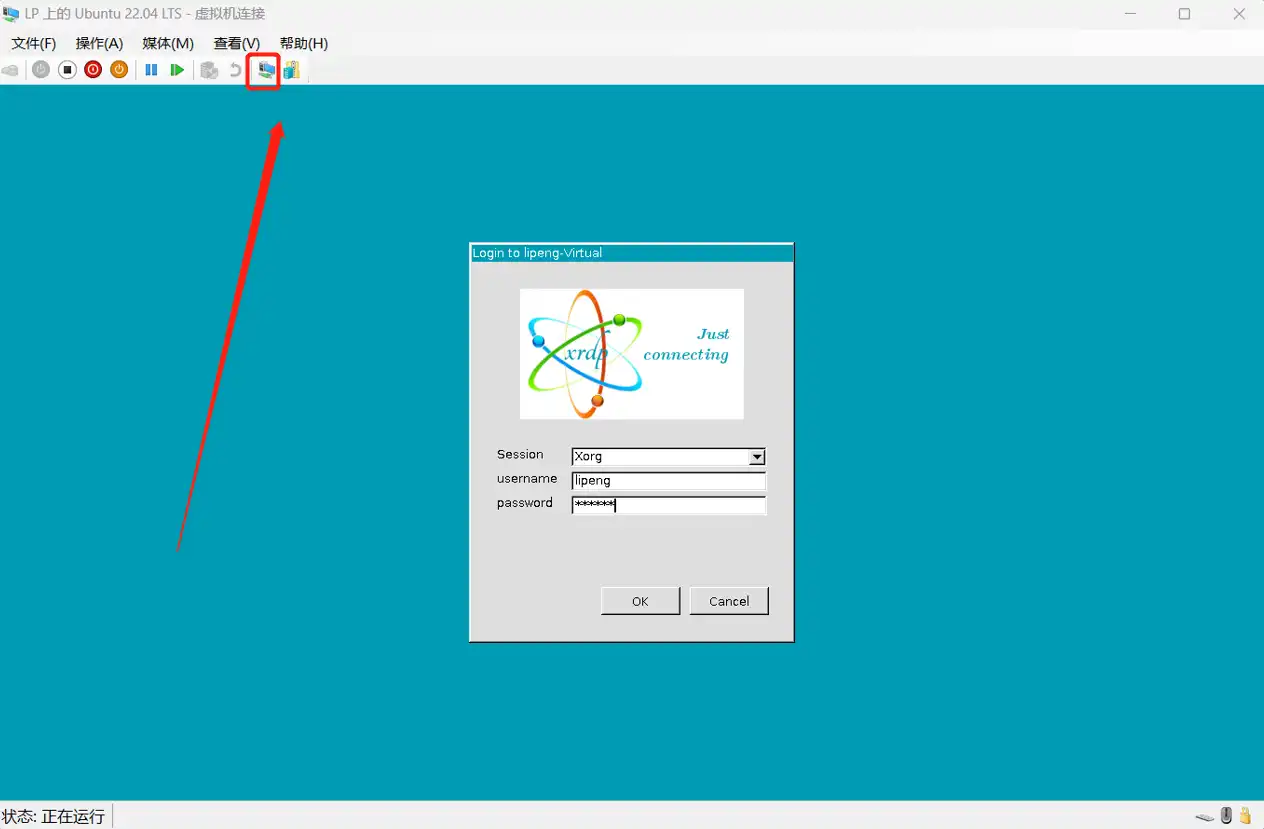 LP 上的 Ubuntu 22.04 LTS - 虚拟机连接
文件(F) 操作(A) 媒体(M) 查看(V) 帮助(H)
Login to lipeng-Virtual
Just
xrdp connecting
Session Xorg
username lipeng
password ******
OK Cancel
状态: 正在运行